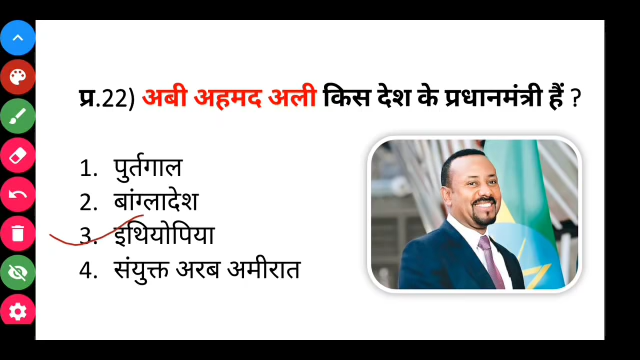 प्र.22) अबी अहमद अली किस देश के प्रधानमंत्री हैं ?
1. पुर्तगाल
2. बांग्लादेश
3. इथियोपिया
4. संयुक्त अरब अमीरात